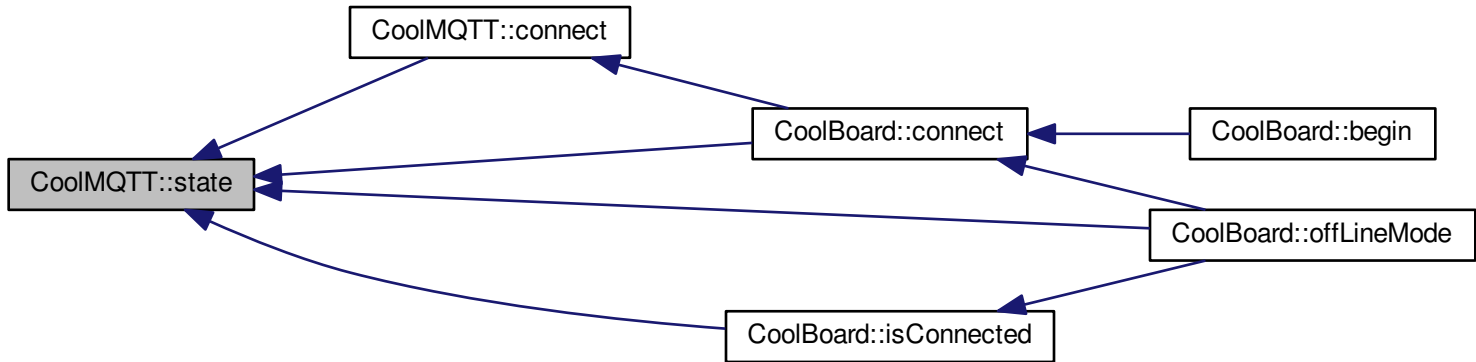 CoolMQTT::connect
CoolBoard::connect
CoolBoard::begin
CoolMQTT::state
CoolBoard::offLineMode
CoolBoard::isConnected